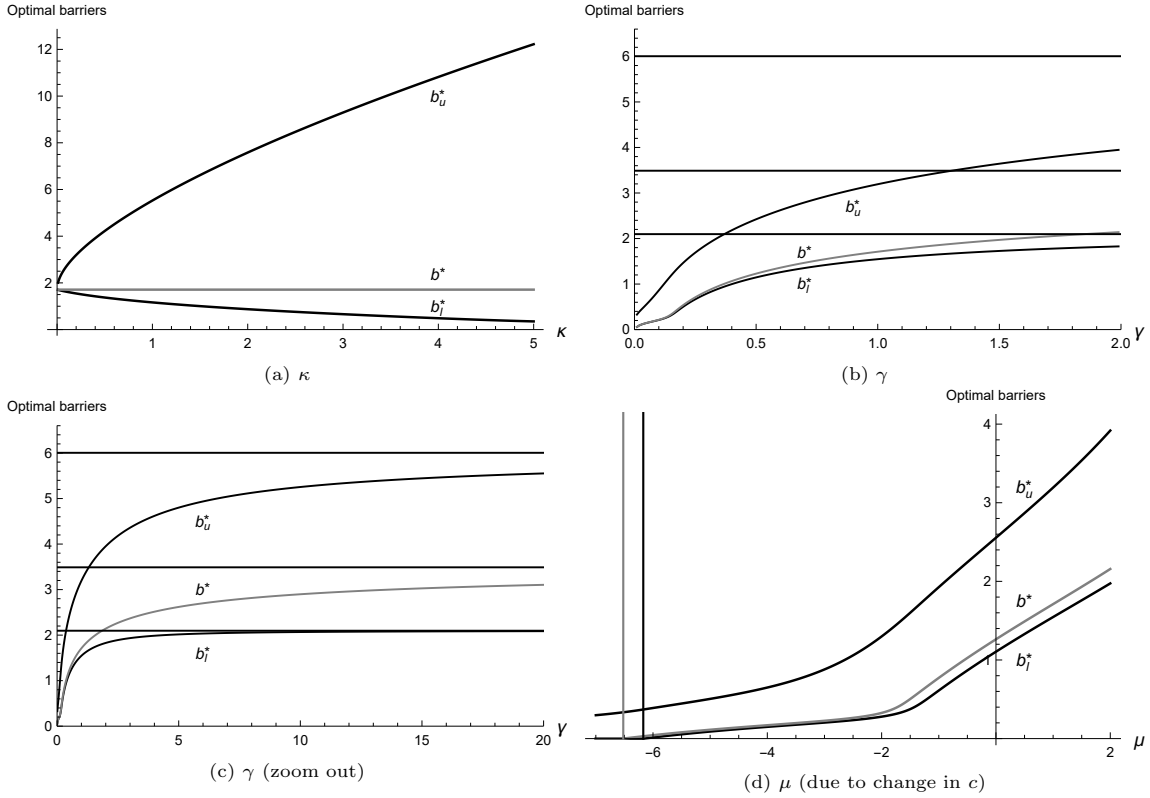 Optimal barriers
12
10
8
6
4
2
1
2
3
4
5
κ
b*u
b*
b*l
(a) κ
Optimal barriers
6
5
4
3
2
1
0
0.0
0.5
1.0
1.5
2.0
γ
b*u
b*
b*l
(b) γ
Optimal barriers
6
5
4
3
2
1
0
0
5
10
15
20
γ
b*u
b*
b*l
(c) γ (zoom out)
Optimal barriers
4
3
2
1
-6
-4
-2
0
2
μ
b*u
b*
b*l
(d) μ (due to change in c)